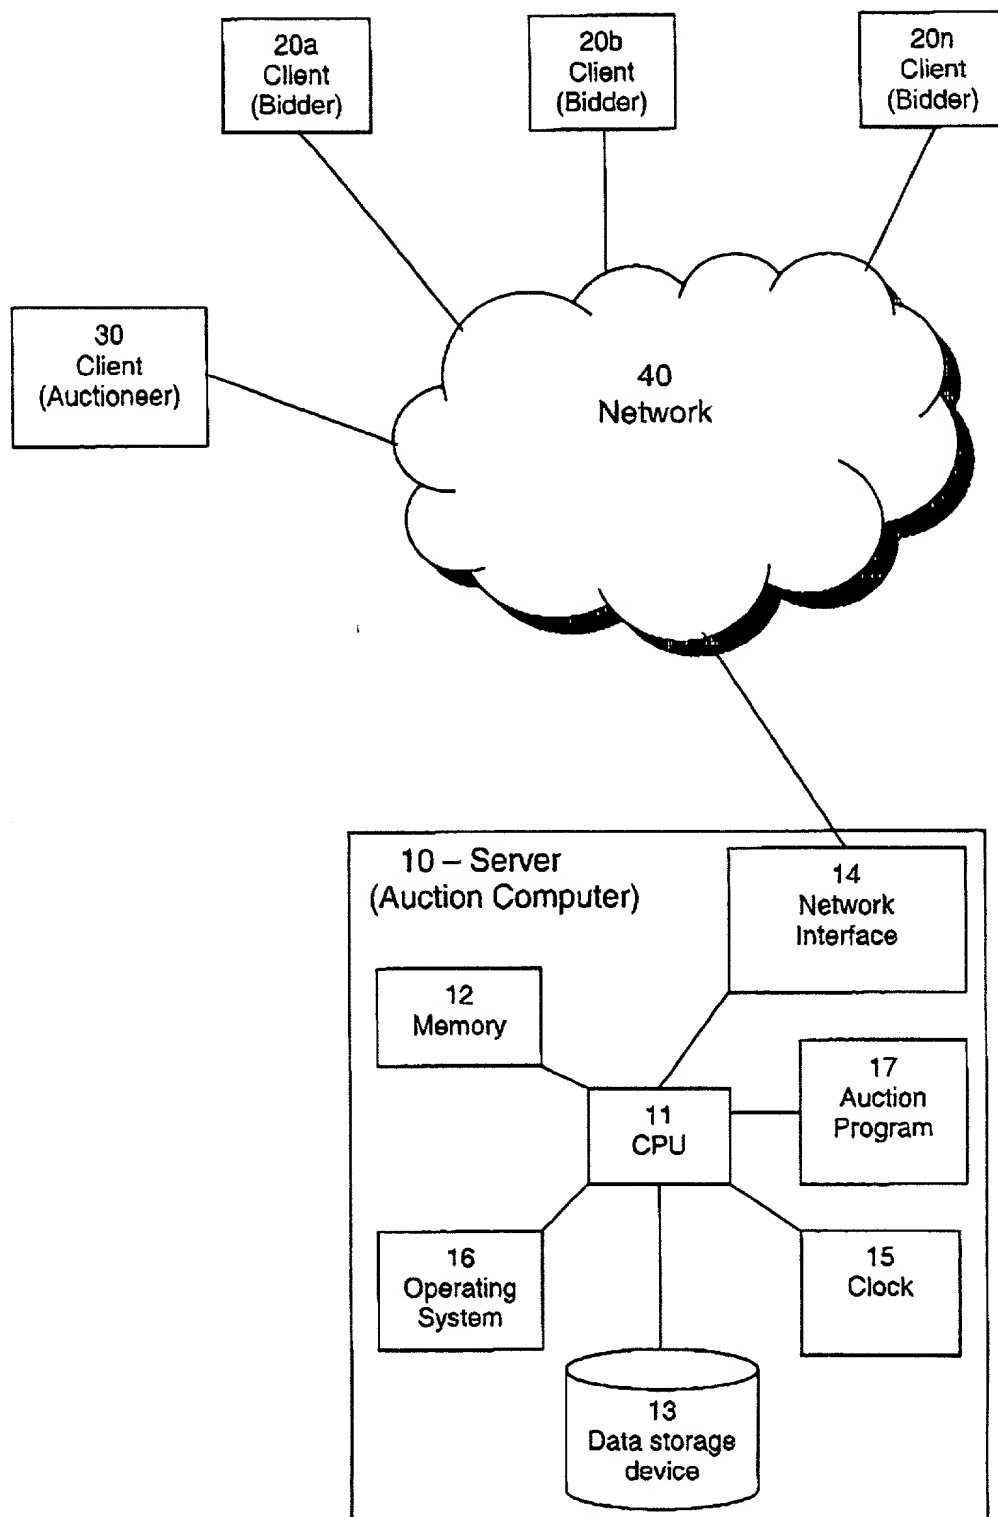 20a
Client
(Bidder)
20b
Client
(Bidder)
20n
Client
(Bidder)
30
Client
(Auctioneer)
40
Network
10 – Server
(Auction Computer)
14
Network
Interface
12
Memory
17
Auction
Program
11
CPU
16
Operating
System
15
Clock
13
Data storage
device